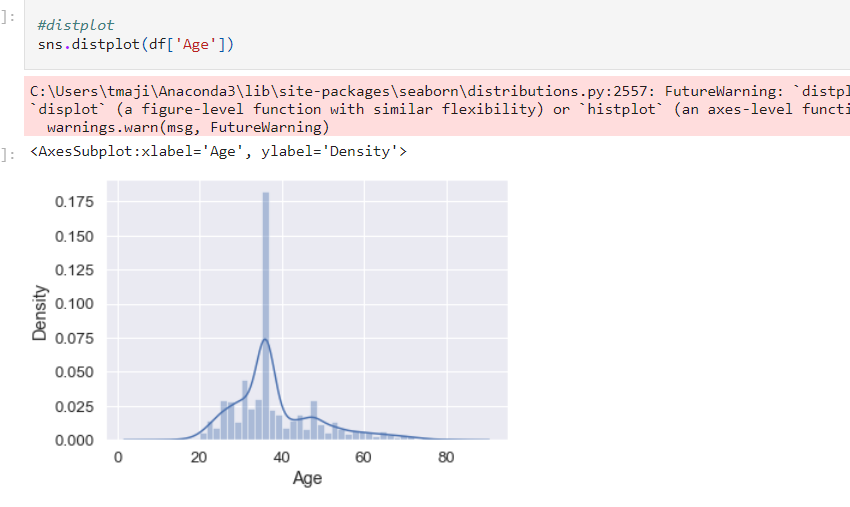 ]:
#distplot
sns.distplot(df['Age'])
C:\Users\tmaji\Anaconda3\lib\site-packages\seaborn\distributions.py:2557: FutureWarning: `distpl
`displot` (a figure-level function with similar flexibility) or `histplot` (an axes-level functi
warnings.warn(msg, FutureWarning)
]:
<AxesSubplot:xlabel='Age', ylabel='Density'>
0.175
0.150
0.125
0.100
0.075
0.050
0.025
0.000
Density
0 20 40 60 80
Age